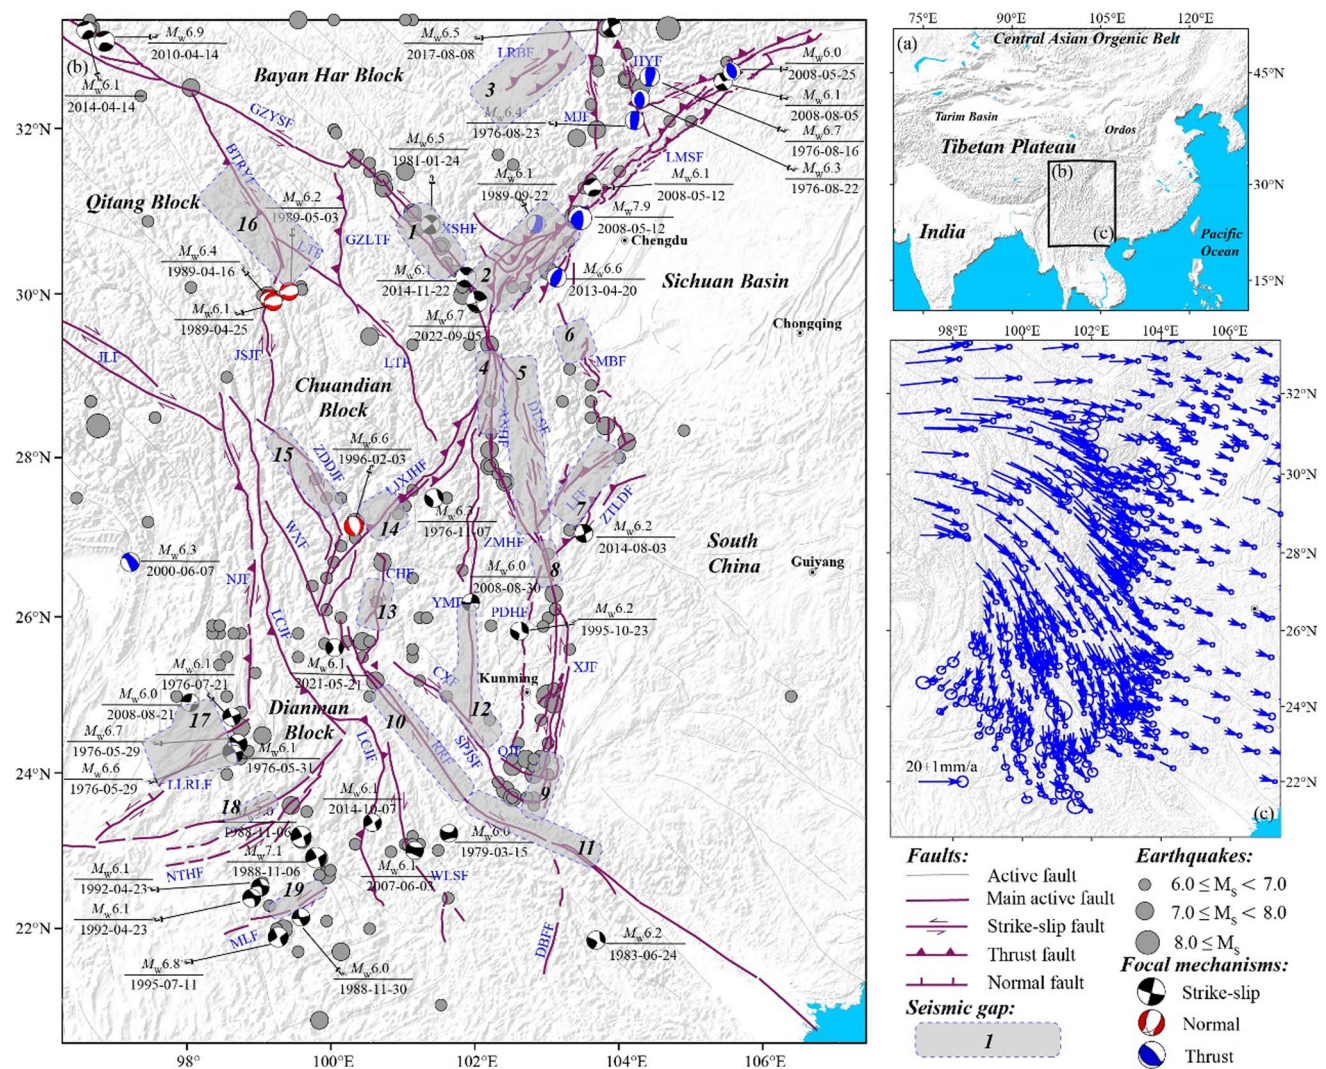 (b)
Mw6.9
2010-04-14
Mw6.1
2014-04-14
Bayan Har Block
Mw6.5
2017-08-08
LRBF
3
HYF
Mw6.0
2008-05-25
Mw6.1
2008-08-05
Mw6.7
1976-08-16
Mw6.3
1976-08-22
Mw6.4
1976-08-23
MJF
GZYSF
32°
BTRYF
Mw6.5
1981-01-24
LMSF
Mw6.1
1989-09-22
Mw6.1
2008-05-12
Mw7.9
2008-05-12
Chengdu
Qitang Block
16
Mw6.2
1989-05-03
LTF
GZLTF
1
XSHF
Mw6.4
1989-04-16
2014-11-22
2
Mw6.6
2013-04-20
Sichuan Basin
30°
Mw6.1
1989-04-25
Mw6.7
2022-09-05
Chongqing
JLF
JSJF
LTF
6
MBF
4
5
Chuandian
Block
DLSF
Mw6.6
1996-02-03
28°
15
ZDDJF
LJXJHF
14
Mw6.3
1976-11-07
7
ZTLDF
Mw6.2
2014-08-03
South
China
WXF
ZMHF
Guiyang
Mw6.3
2000-06-07
NJF
CHF
13
Mw6.0
2008-08-30
8
YMF
PDHF
Mw6.2
1995-10-23
26°
LCJF
Mw6.1
2021-05-21
CXF
XJF
Mw6.1
1976-07-21
Kunming
Mw6.0
2008-08-21
17
Dianman
Block
10
12
Mw6.7
1976-05-29
Mw6.1
1976-05-31
LCJF
RRF
SPJSF
QJF
24°
Mw6.6
1976-05-29
LLRLF
9
18
1988-11-06
Mw6.1
2014-10-07
11
Mw6.0
1979-03-15
Mw7.1
1988-11-06
NTHF
Mw6.1
1992-04-23
19
Mw6.1
2007-06-03
WLSF
Mw6.1
1992-04-23
22°
MLF
DBFF
Mw6.2
1983-06-24
Mw6.8
1995-07-11
Mw6.0
1988-11-30
98°
100°E
102°E
104°E
106°E
75°E
90°E
105°E
120°E
(a)
Central Asian Orgenic Belt
45°N
Tarim Basin
Ordos
Tibetan Plateau
(b)
30°N
India
(c)
Pacific
Ocean
15°N
98°E
100°E
102°E
104°E
106°E
32°N
30°N
28°N
26°N
24°N
20±1mm/a
22°N
(c)
Faults:
Active fault
Main active fault
Strike-slip fault
Thrust fault
Normal fault
Seismic gap:
1
Earthquakes:
6.0 ≤ Ms < 7.0
7.0 ≤ Ms < 8.0
8.0 ≤ Ms
Focal mechanisms:
Strike-slip
Normal
Thrust